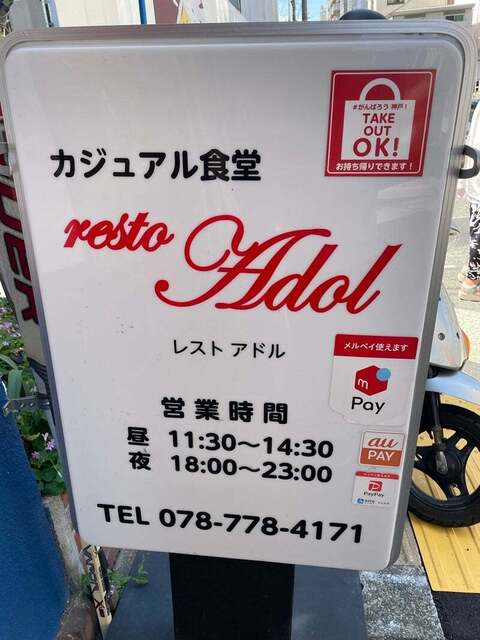 #がんばろう 神戸!
TAKE
OUT
OK!
お持ち帰りできます!
カジュアル食堂
resto Adol
レスト アドル
メルペイ使えます
m
Pay
営業時間
昼 11:30～14:30
夜 18:00～23:00
au
PAY
PayPay
TEL 078-778-4171